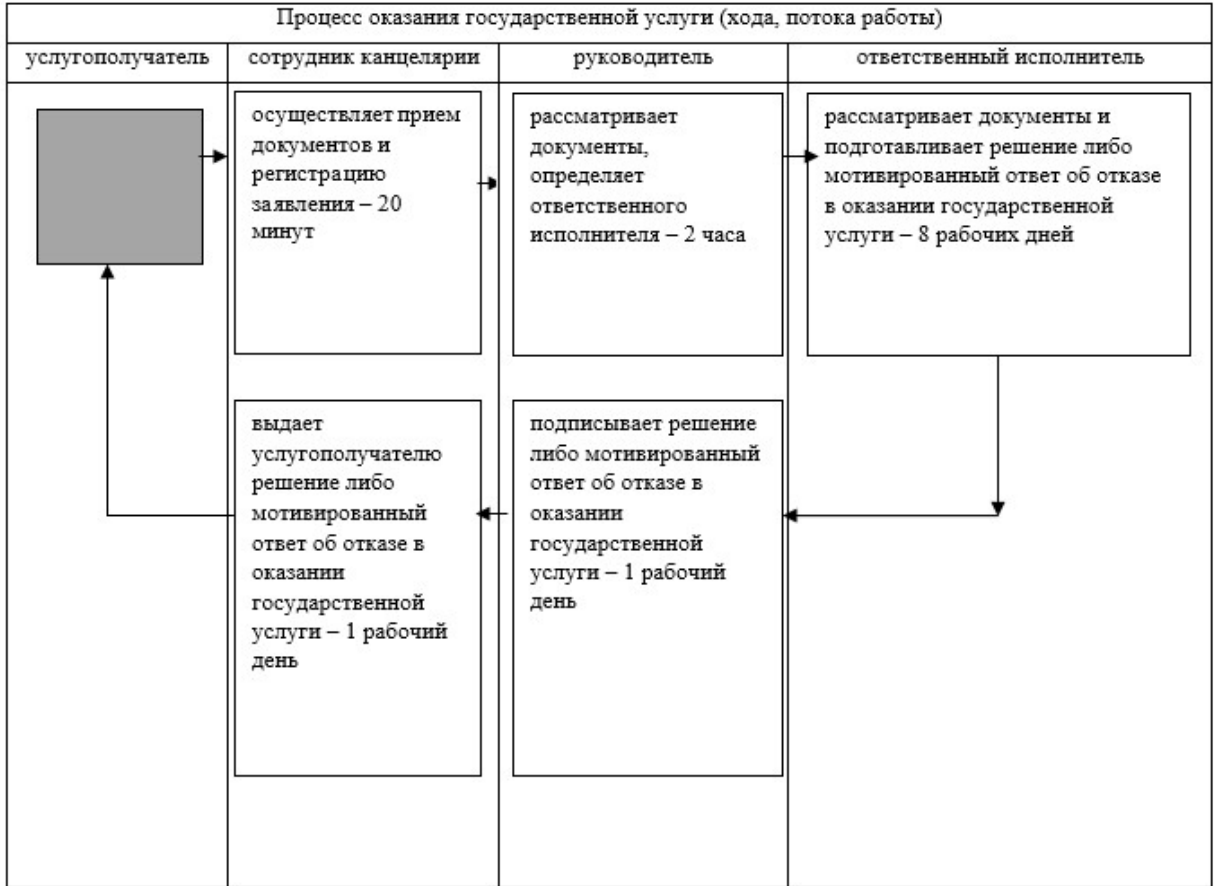 Процесс оказания государственной услуги (хода, потока работы)
услугополучатель
сотрудник канцелярии
руководитель
ответственный исполнитель
осуществляет прием
документов и
регистрацию
заявления – 20
минут
рассматривает
документы,
определяет
ответственного
исполнителя – 2 часа
рассматривает документы и
подготавливает решение либо
мотивированный ответ об отказе
в оказании государственной
услуги – 8 рабочих дней
выдает
услугополучателю
решение либо
мотивированный
ответ об отказе в
оказании
государственной
услуги – 1 рабочий
день
подписывает решение
либо мотивированный
ответ об отказе в
оказании
государственной
услуги – 1 рабочий
день